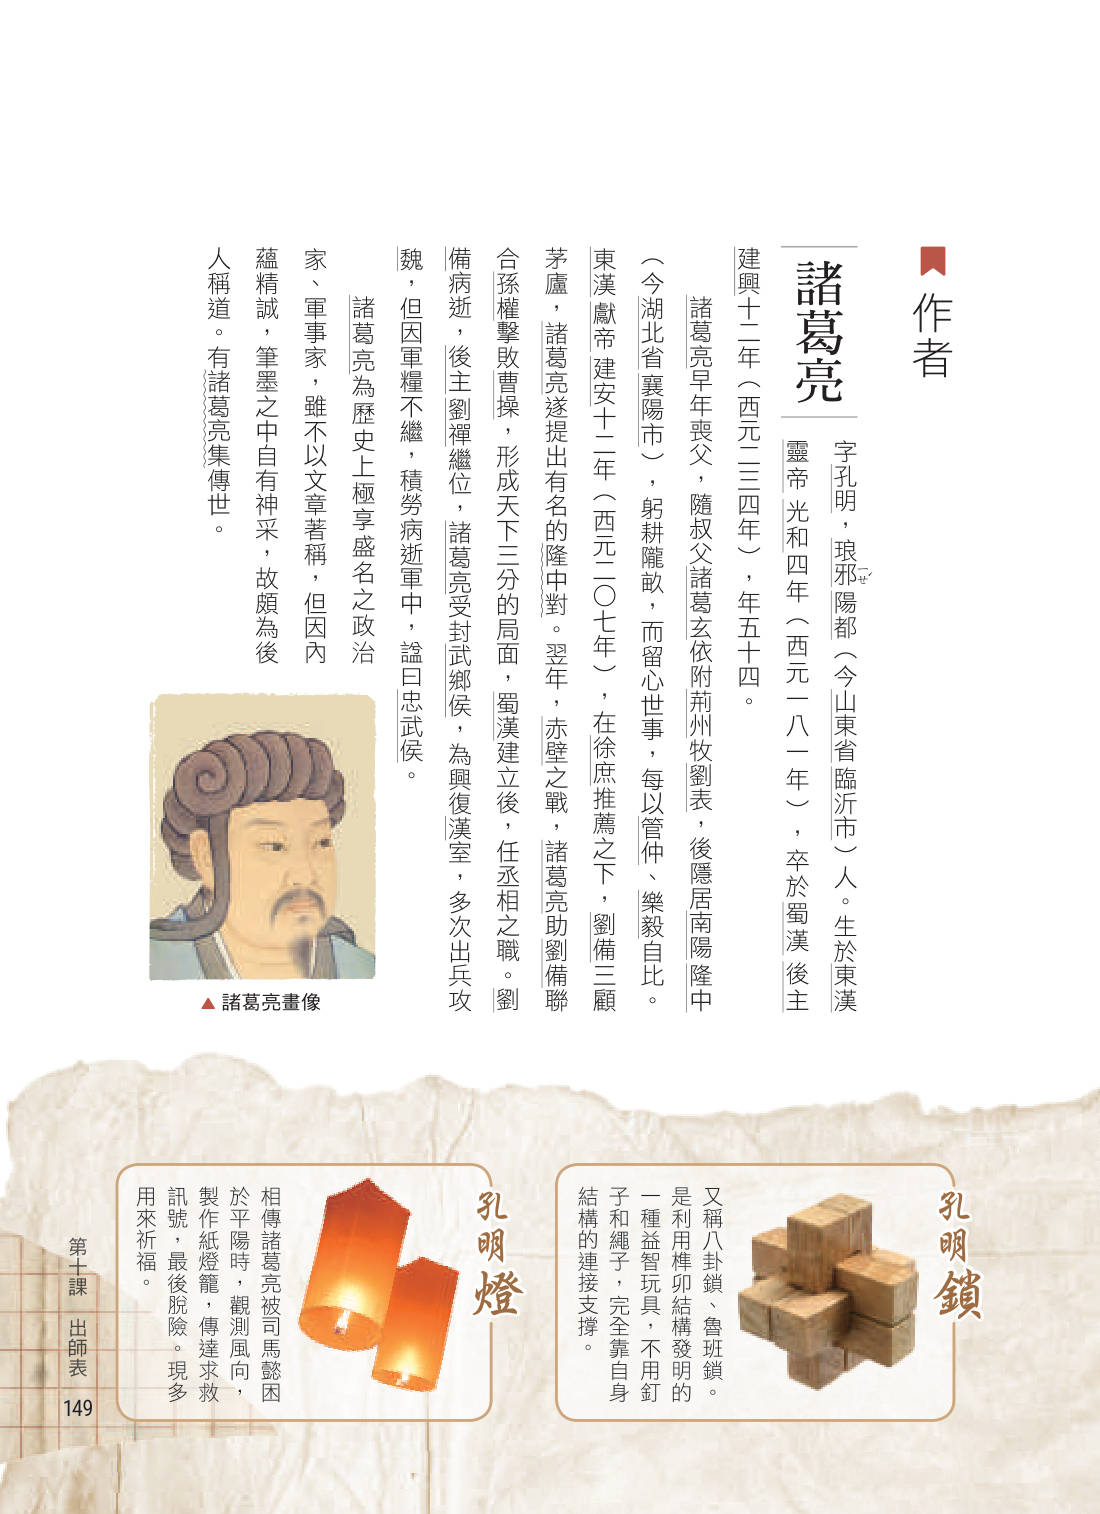 作者
諸葛亮
字孔明，琅邪陽都（今山東省臨沂市）人。生於東漢
ㄧㄝˊ
靈帝光和四年（西元一八一年），卒於蜀漢後主
建興十二年（西元二三四年），年五十四。
諸葛亮早年喪父，隨叔父諸葛玄依附荊州牧劉表，後隱居南陽隆中
（今湖北省襄陽市），躬耕隴畝，而留心世事，每以管仲、樂毅自比。
東漢獻帝建安十二年（西元二〇七年），在徐庶推薦之下，劉備三顧
茅廬，諸葛亮遂提出有名的隆中對。翌年，赤壁之戰，諸葛亮助劉備聯
合孫權擊敗曹操，形成天下三分的局面，蜀漢建立後，任丞相之職。劉
備病逝，後主劉禪繼位，諸葛亮受封武鄉侯，為興復漢室，多次出兵攻
魏，但因軍糧不繼，積勞病逝軍中，諡曰忠武侯。
諸葛亮為歷史上極享盛名之政治
家、軍事家，雖不以文章著稱，但因內
蘊精誠，筆墨之中自有神采，故頗為後
人稱道。有諸葛亮集傳世。
▲諸葛亮畫像
孔明鎖
又稱八卦鎖、魯班鎖。
是利用榫卯結構發明的
一種益智玩具，不用釘
子和繩子，完全靠自身
結構的連接支撐。
孔明燈
相傳諸葛亮被司馬懿困
於平陽時，觀測風向，
製作紙燈籠，傳達求救
訊號，最後脫險。現多
用來祈福。
第十課 出師表
149